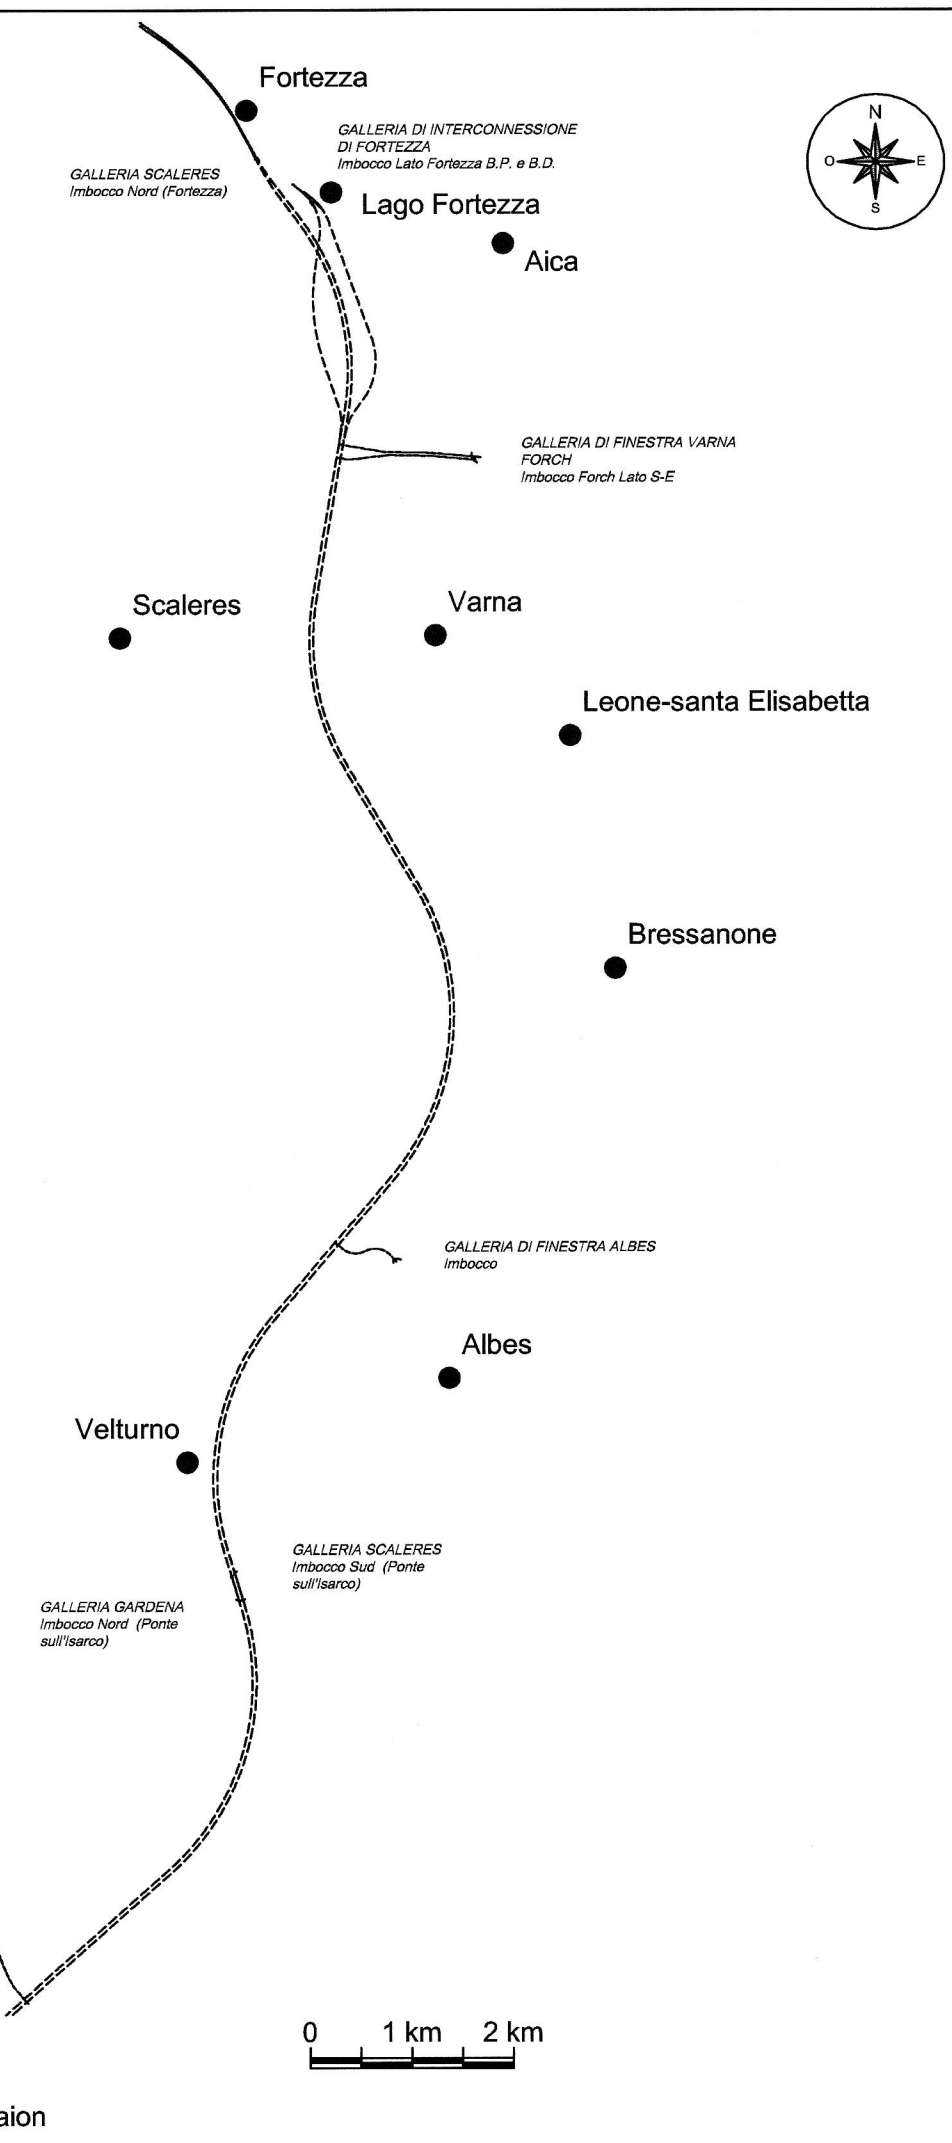 Fortezza
N
O
E
S
GALLERIA DI INTERCONNESSIONE
DI FORTEZZA
Imbocco Lato Fortezza B.P. e B.D.
GALLERIA SCALERES
Imbocco Nord (Fortezza)
Lago Fortezza
Aica
GALLERIA DI FINESTRA VARNA
FORCH
Imbocco Forch Lato S-E
Scaleres
Varna
Leone-santa Elisabetta
Bressanone
GALLERIA DI FINESTRA ALBES
Imbocco
Albes
Velturno
GALLERIA SCALERES
Imbocco Sud (Ponte
sull'Isarco)
GALLERIA GARDENA
Imbocco Nord (Ponte
sull'Isarco)
0 1 km 2 km
aion